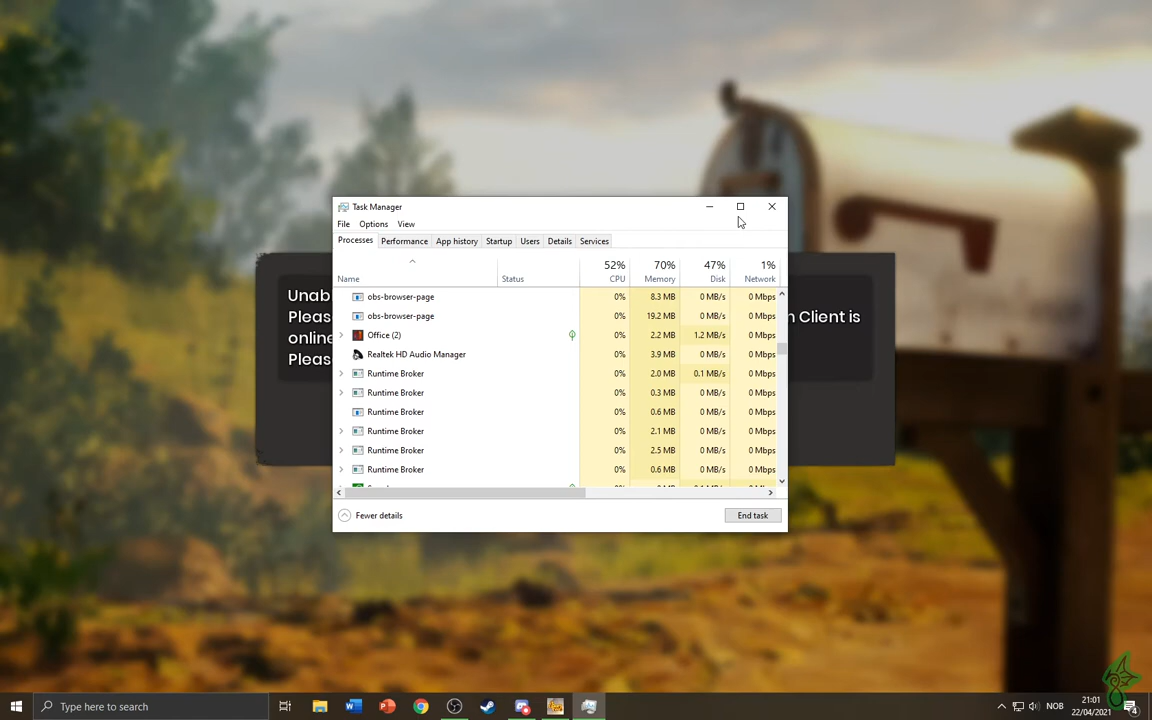 Task Manager
File Options View
Processes Performance App history Startup Users Details Services
52% 70% 47% 1%
Name Status CPU Memory Disk Network
obs-browser-page 0% 8.3 MB 0 MB/s 0 Mbps
obs-browser-page 0% 19.2 MB 0 MB/s 0 Mbps
Office (2) 0% 2.2 MB 1.2 MB/s 0 Mbps
Realtek HD Audio Manager 0% 3.9 MB 0 MB/s 0 Mbps
Runtime Broker 0% 2.0 MB 0.1 MB/s 0 Mbps
Runtime Broker 0% 0.3 MB 0 MB/s 0 Mbps
Runtime Broker 0% 0.6 MB 0 MB/s 0 Mbps
Runtime Broker 0% 2.1 MB 0 MB/s 0 Mbps
Runtime Broker 0% 2.5 MB 0 MB/s 0 Mbps
Runtime Broker 0% 0.6 MB 0 MB/s 0 Mbps
Fewer details End task
Unab
Pleas Client is
online
Pleas
Type here to search NOB 21:01
22/04/2021 4